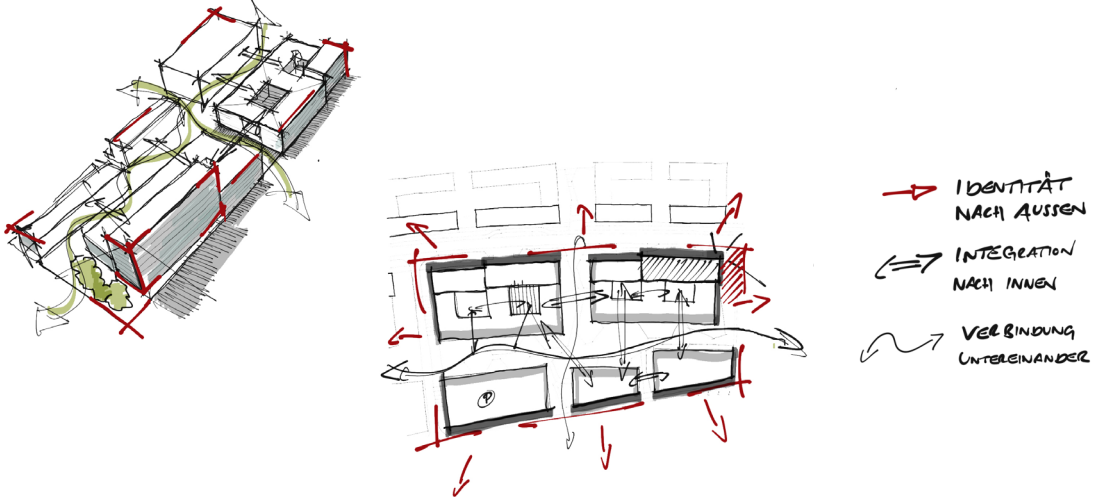 IDENTITÄT
NACH AUSSEN
INTEGRATION
NACH INNEN
VERBINDUNG
UNTEREINANDER
P